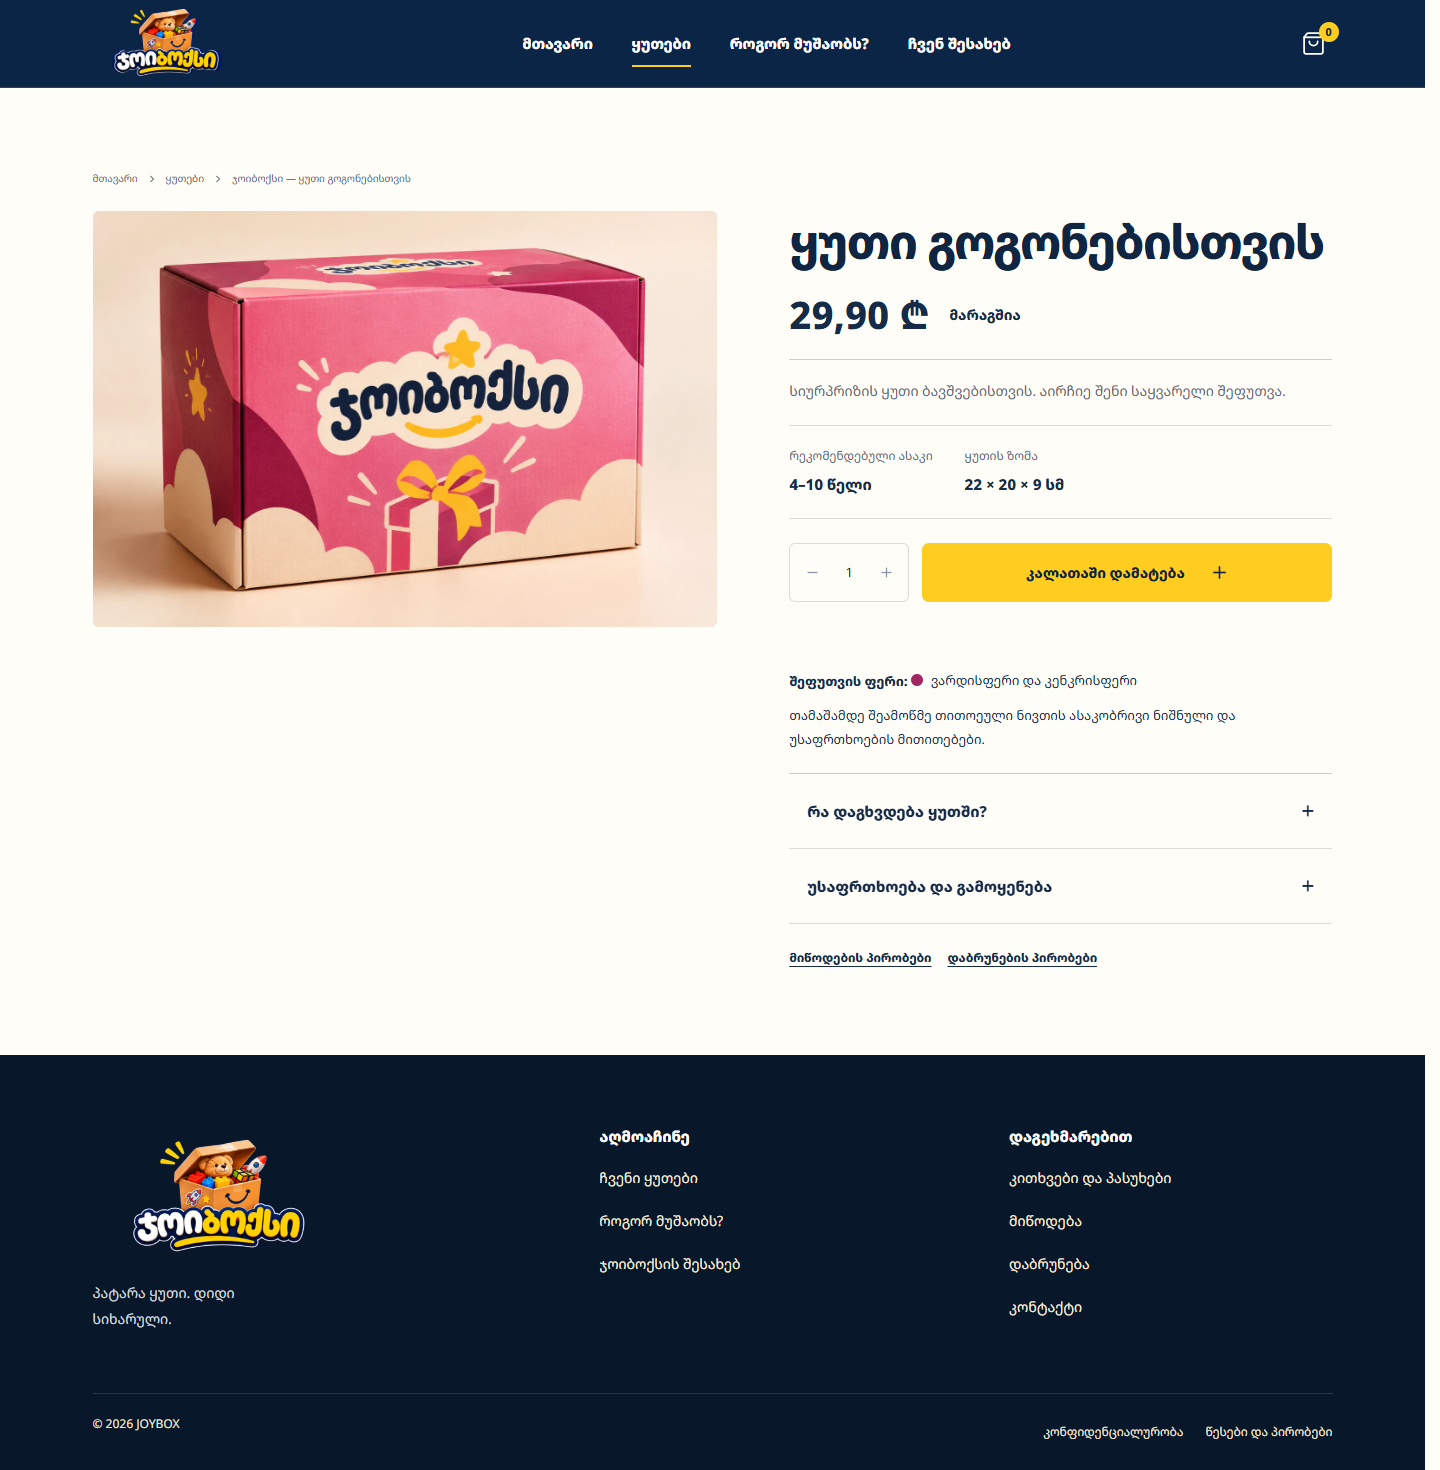 ჯოიბოქსი
მთავარი
ყუთები
როგორ მუშაობს?
ჩვენ შესახებ
0
მთავარი > ყუთები > ჯოიბოქსი — ყუთი გოგონებისთვის
ჯოიბოქსი
ჯოიბოქსი
ყუთი გოგონებისთვის
29,90 ₾ მარაგშია
სიურპრიზის ყუთი ბავშვებისთვის. აირჩიე შენი საყვარელი შეფუთვა.
რეკომენდებული ასაკი
4–10 წელი
ყუთის ზომა
22 × 20 × 9 სმ
− 1 +
კალათაში დამატება +
შეფუთვის ფერი: ვარდისფერი და კენკრისფერი
თამაშამდე შეამოწმე თითოეული ნივთის ასაკობრივი ნიშნული და
უსაფრთხოების მითითებები.
რა დაგხვდება ყუთში? +
უსაფრთხოება და გამოყენება +
მიწოდების პირობები დაბრუნების პირობები
ჯოიბოქსი
პატარა ყუთი. დიდი
სიხარული.
აღმოაჩინე
ჩვენი ყუთები
როგორ მუშაობს?
ჯოიბოქსის შესახებ
დაგეხმარებით
კითხვები და პასუხები
მიწოდება
დაბრუნება
კონტაქტი
© 2026 JOYBOX
კონფიდენციალურობა წესები და პირობები